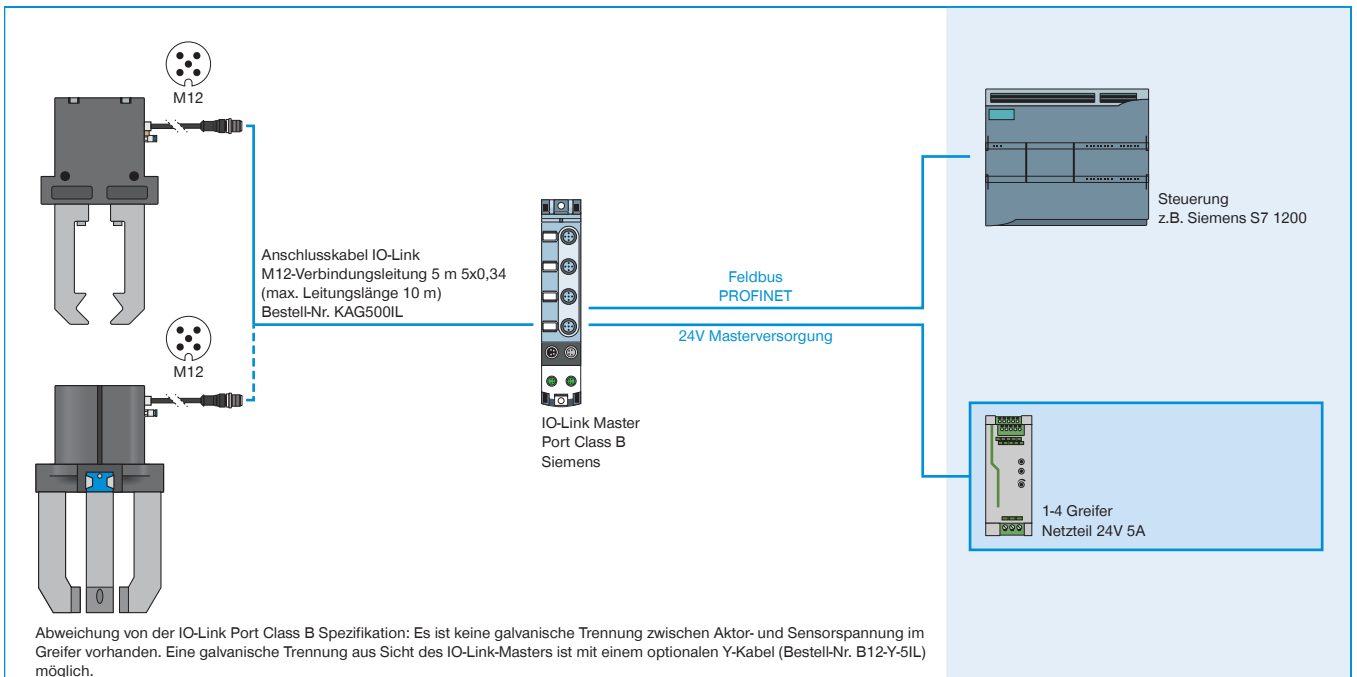 M12
Anschlusskabel IO-Link
M12-Verbindungsleitung 5 m 5x0,34
(max. Leitungslänge 10 m)
Bestell-Nr. KAG500IL
M12
IO-Link Master
Port Class B
Siemens
Feldbus
PROFINET
24V Masterversorgung
Steuerung
z.B. Siemens S7 1200
1-4 Greifer
Netzteil 24V 5A
Abweichung von der IO-Link Port Class B Spezifikation: Es ist keine galvanische Trennung zwischen Aktor- und Sensorspannung im
Greifer vorhanden. Eine galvanische Trennung aus Sicht des IO-Link-Masters ist mit einem optionalen Y-Kabel (Bestell-Nr. B12-Y-5IL)
möglich.